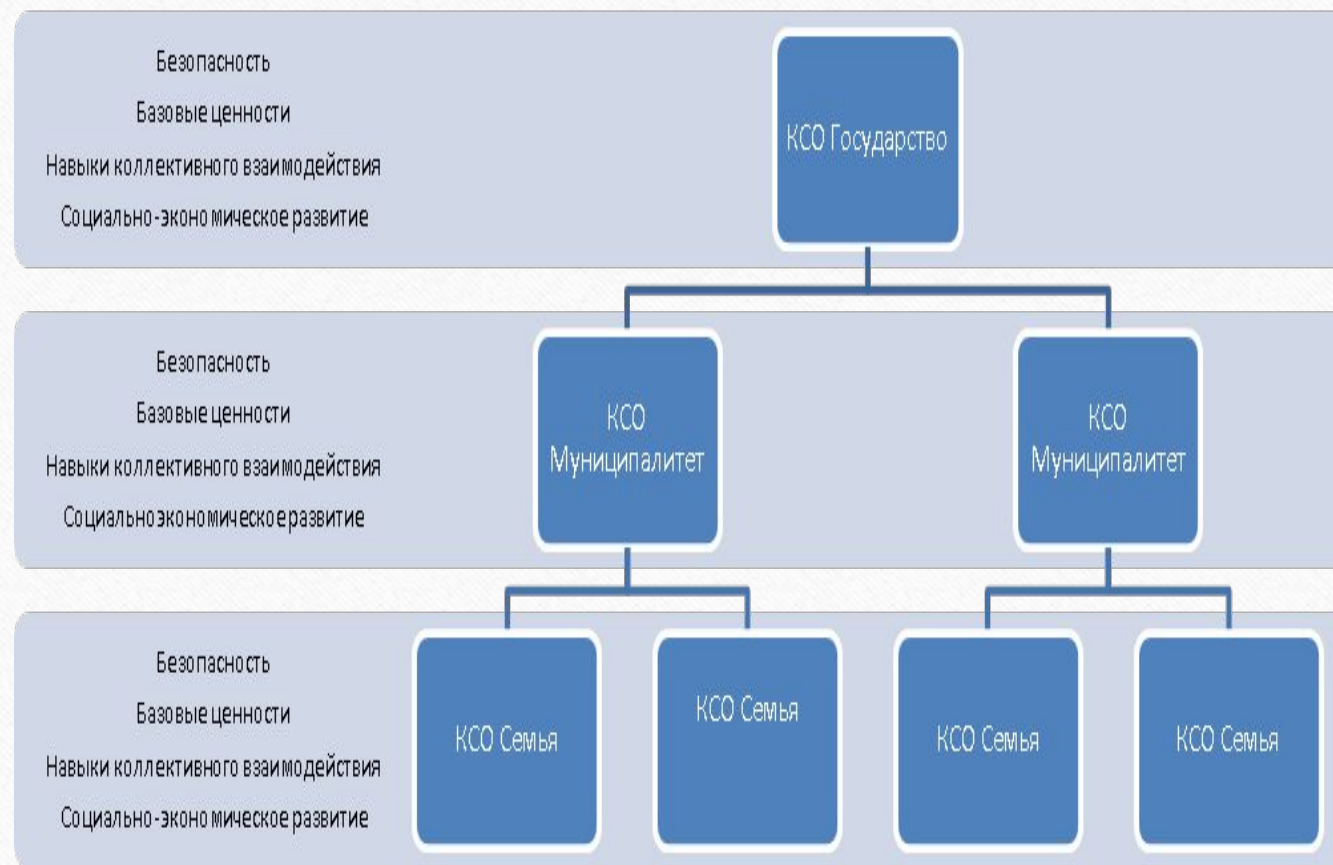 Безопасность
Базовые ценности
Навыки коллективного взаимодействия
Социально-экономическое развитие
КСО Государство
Безопасность
Базовые ценности
Навыки коллективного взаимодействия
Социальноэкономическое развитие
КСО
Муниципалитет
КСО
Муниципалитет
Безопасность
Базовые ценности
Навыки коллективного взаимодействия
Социально-экономическое развитие
КСО Семья
КСО Семья
КСО Семья
КСО Семья